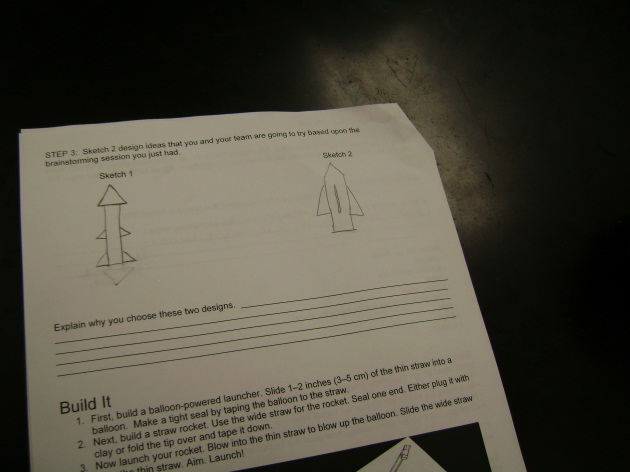 STEP 3: Sketch 2 design ideas that you and your team are going to try based upon the
brainstorming session you just had.
Sketch 1
Sketch 2
Explain why you choose these two designs.
Build It
1. First, build a balloon-powered launcher. Slide 1–2 inches (3–5 cm) of the thin straw into a
balloon. Make a tight seal by taping the balloon to the straw.
2. Next, build a straw rocket. Use the wide straw for the rocket. Seal one end. Either plug it with
clay or fold the tip over and tape it down.
3. Now launch your rocket. Blow into the thin straw to blow up the balloon. Slide the wide straw
the thin straw. Aim. Launch!